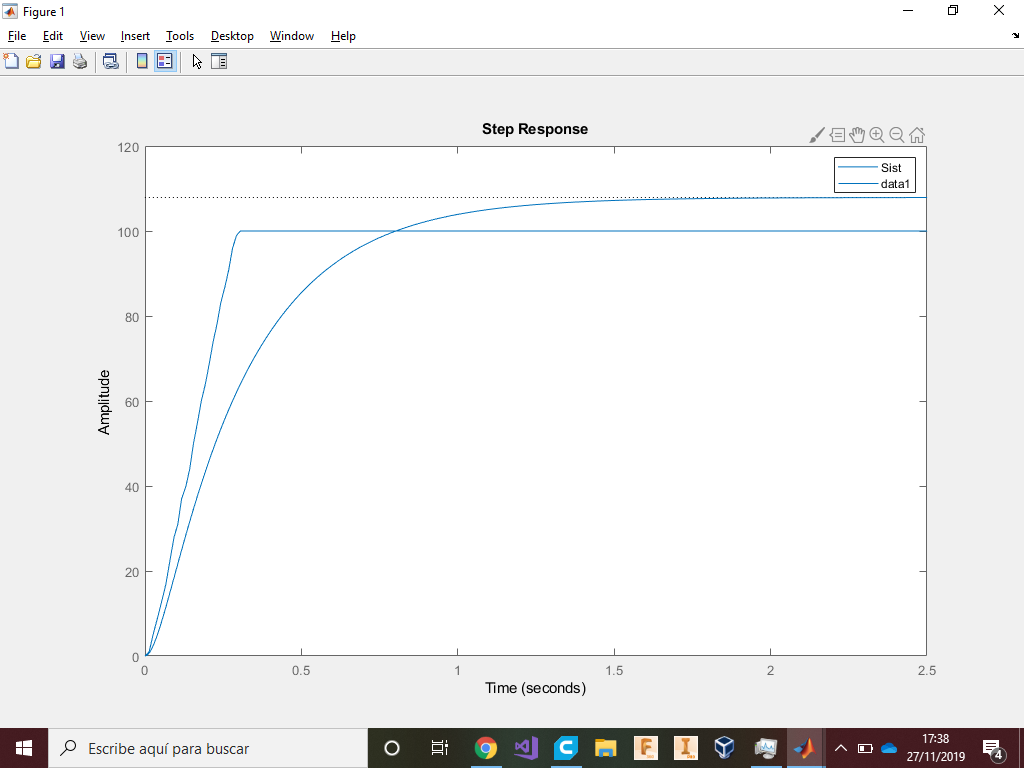 Figure 1
File Edit View Insert Tools Desktop Window Help
Step Response
Sist
data1
120
100
80
60
40
20
0
Amplitude
0 0.5 1 1.5 2 2.5
Time (seconds)
Escribe aquí para buscar
17:38
27/11/2019
4